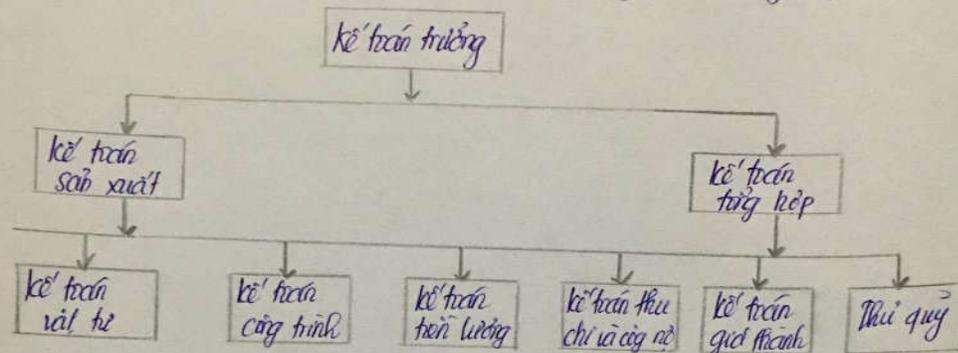 kế toán trưởng
kế toán
sản xuất
kế toán
tổng hợp
kế toán
vật tư
kế toán
công trình
kế toán
tiền lương
kế toán thu
chi và công nợ
kế toán
giá thành
Thủ quỹ